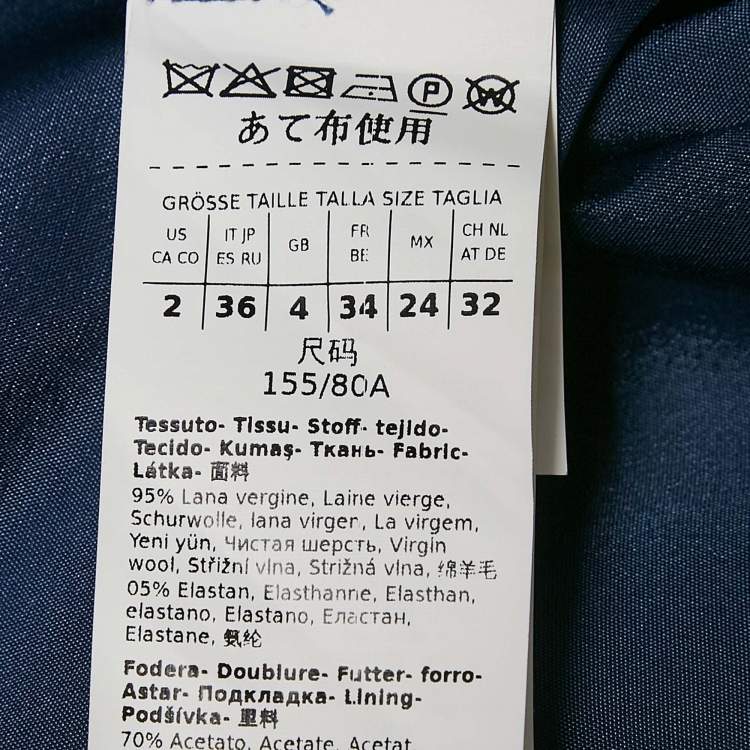 P W
あて布使用
GRÖSSE TAILLE TALLA SIZE TAGLIA
US CA CO IT JP ES RU GB FR BE MX CH NL AT DE
2 36 4 34 24 32
尺码
155/80A
Tessuto- Tissu- Stoff- tejido-
Tecido- Kumaş- Ткань- Fabric-
Látka- 面料
95% Lana vergine, Laine vierge,
Schurwolle, lana virgen, La virgem,
Yeni yün, Чистая шерсть, Virgin
wool, Střižní vlna, Strižná vlna, 绵羊毛
05% Elastan, Elasthanne, Elasthan,
elastano, Elastano, Еластан,
Elastane, 氨纶
Fodera- Doublure- Futter- forro-
Astar- Подкладка- Lining-
Podšívka- 里料
70% Acetato, Acetate, Acetat